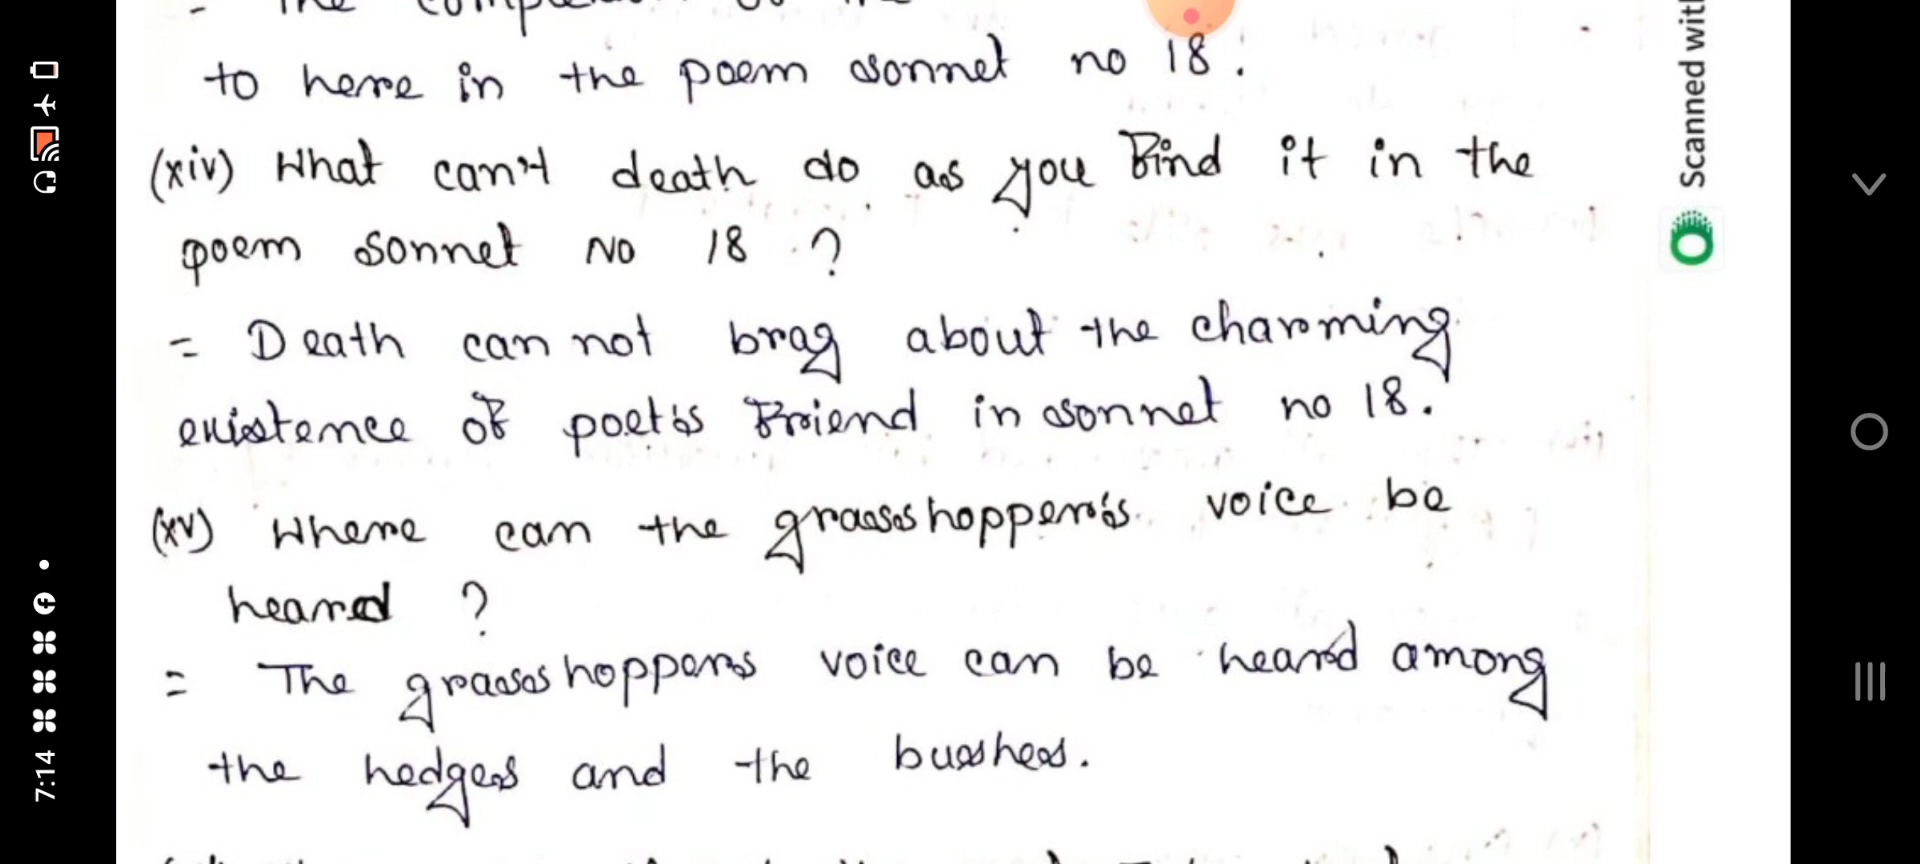 = The
to here in the poem sonnet no 18.
(xiv) What can't death do as you Find it in the
poem sonnet No 18 ?
= Death can not brag about the charming
existence of poet's Friend in sonnet no 18.
(xv) Where can the grasshopper's voice be
heared ?
= The grasshoppers voice can be heard among
the hedges and the bushes.
Scanned wit
7:14